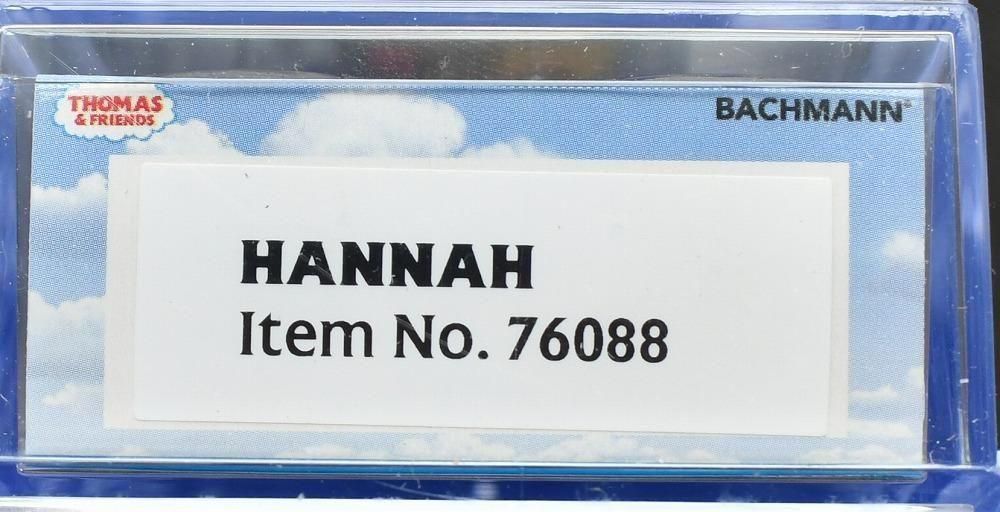 THOMAS
& FRIENDS
BACHMANN®
HANNAH
Item No. 76088